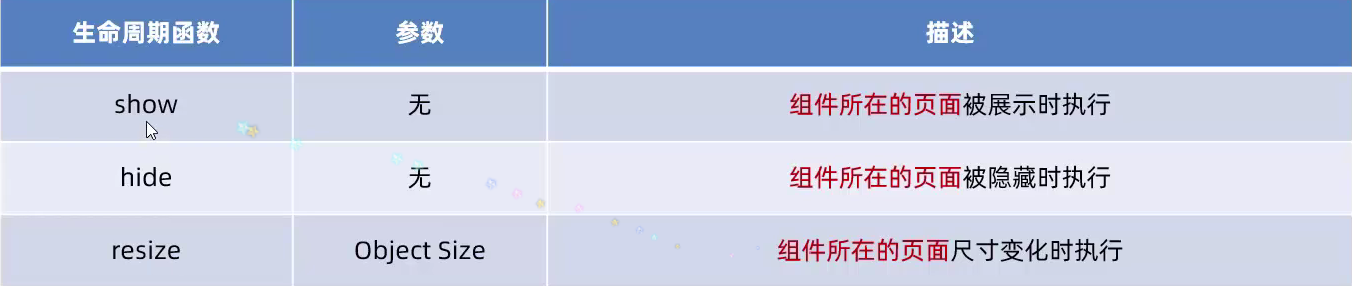 生命周期函数 参数 描述
show 无 组件所在的页面被展示时执行
hide 无 组件所在的页面被隐藏时执行
resize Object Size 组件所在的页面尺寸变化时执行